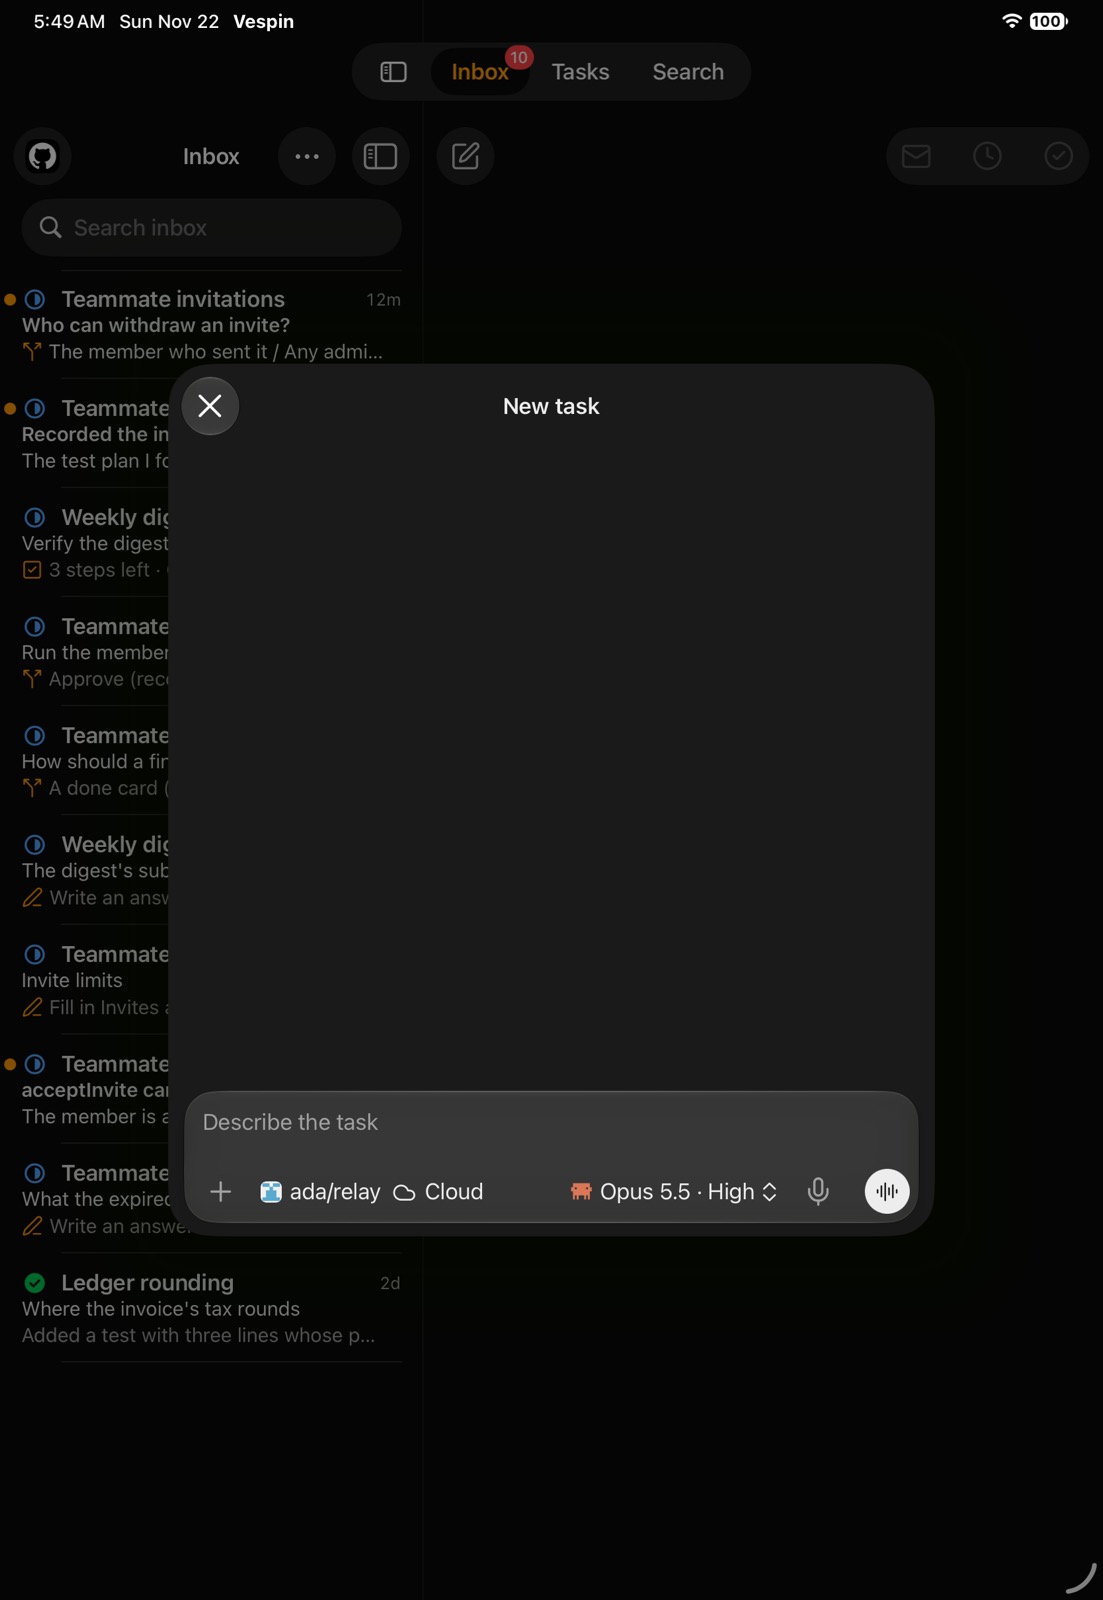 5:49 AM Sun Nov 22 Vespin
100
Inbox 10 Tasks Search
Inbox
Search inbox
Teammate invitations 12m
Who can withdraw an invite?
The member who sent it / Any admi...
New task
Teammate
Recorded the in
The test plan I fo
Weekly dig
Verify the digest
3 steps left ·
Teammate
Run the member
Approve (rec
Teammate
How should a fin
A done card (
Weekly dig
The digest's sub
Write an answ
Teammate
Invite limits
Fill in Invites a
Teammate
acceptInvite can
The member is a
Teammate
What the expired
Write an answe.
Describe the task
ada/relay Cloud Opus 5.5 · High
Ledger rounding 2d
Where the invoice's tax rounds
Added a test with three lines whose p...